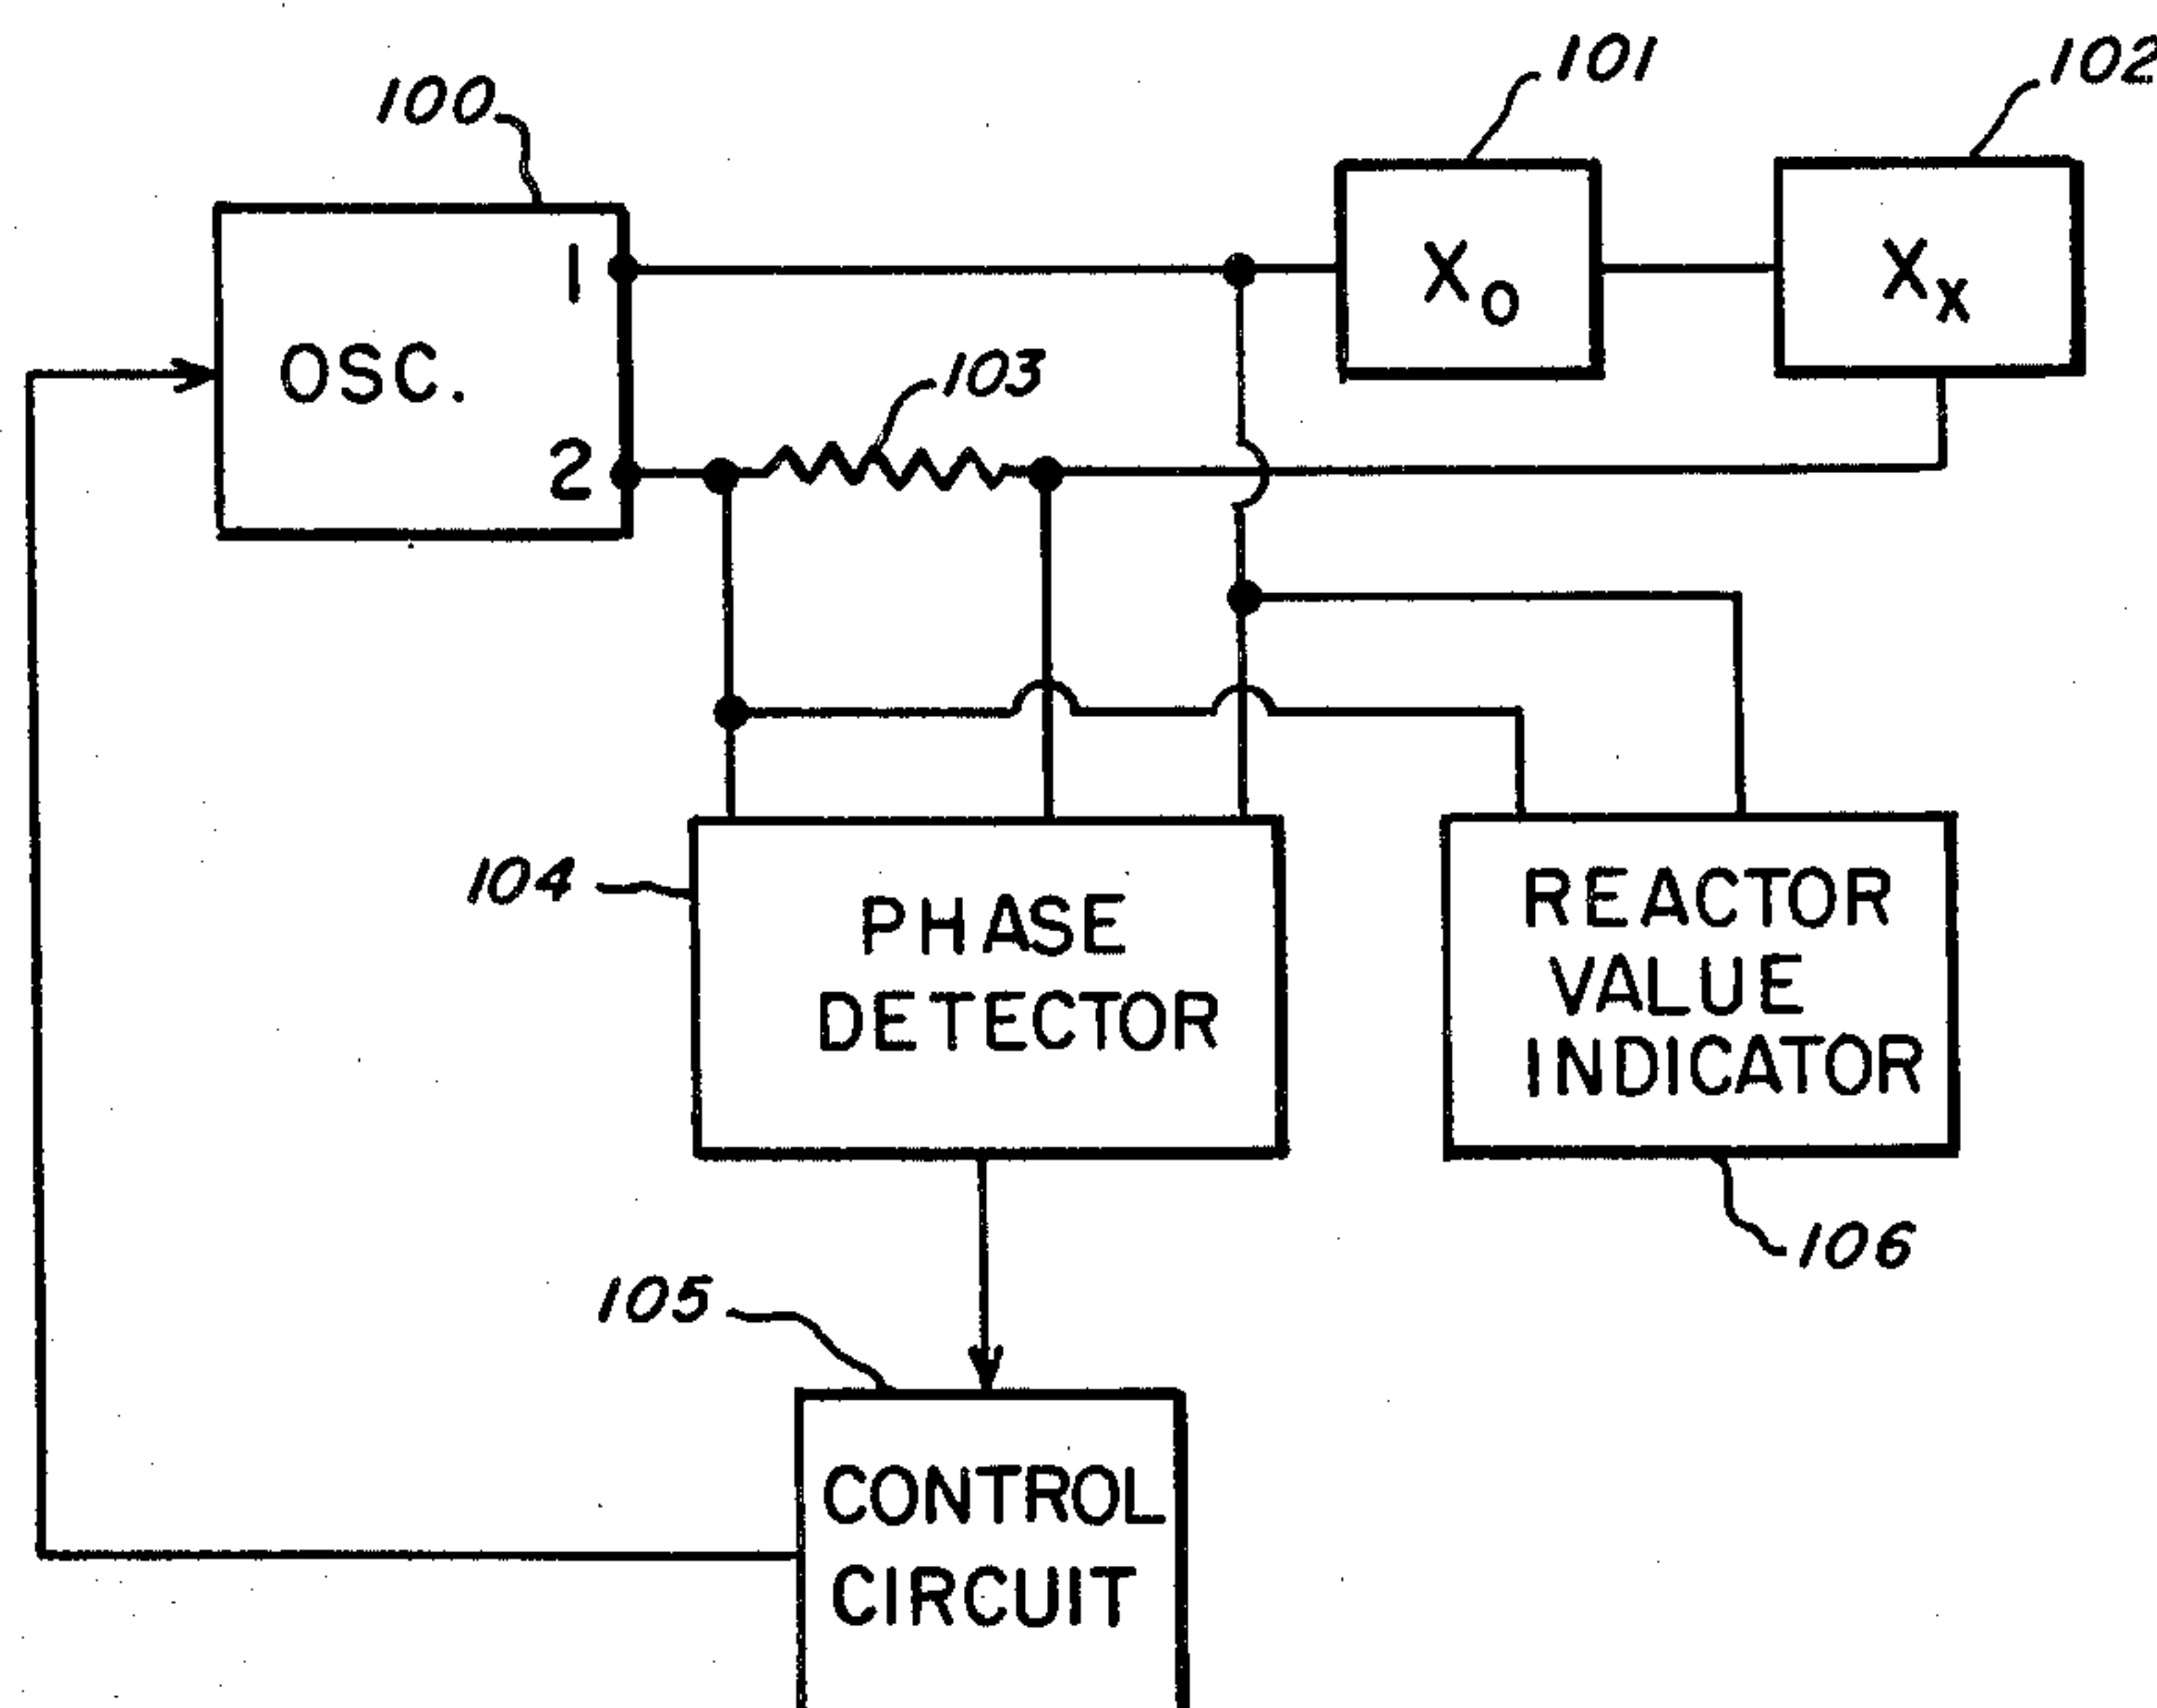 101
102
100
1
X0
XX
OSC.
103
2
104
PHASE
DETECTOR
REACTOR
VALUE
INDICATOR
106
105
CONTROL
CIRCUIT